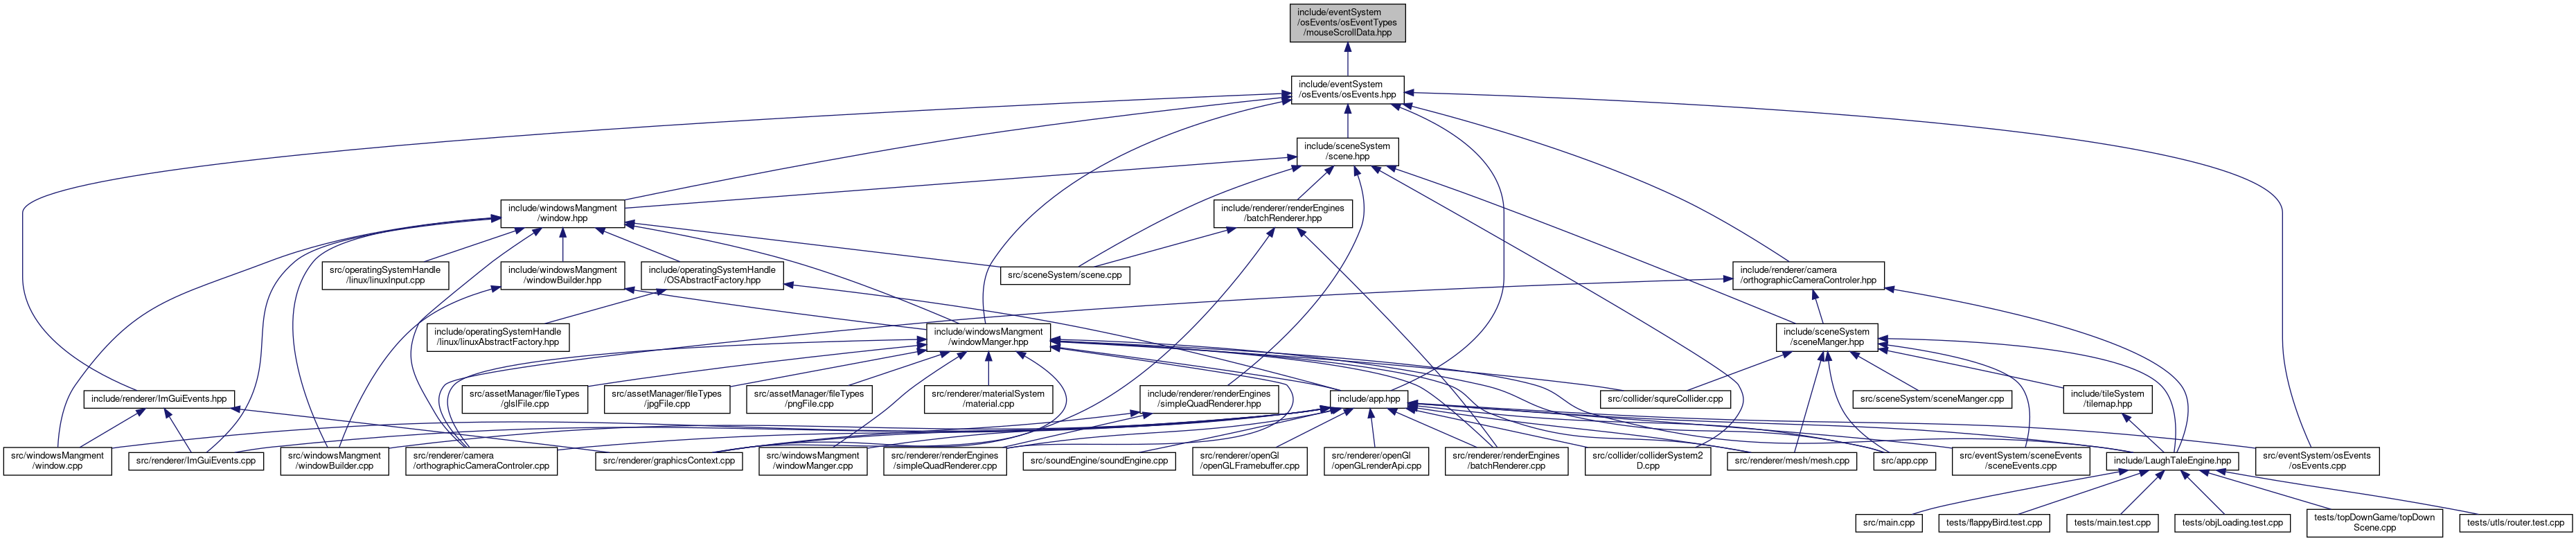 include/eventSystem
/osEvents/osEventTypes
/mouseScrollData.hpp
include/eventSystem
/osEvents/osEvents.hpp
include/sceneSystem
/scene.hpp
include/windowsMangment
/window.hpp
include/renderer/renderEngines
/batchRenderer.hpp
src/operatingSystemHandle
/linux/linuxInput.cpp
include/windowsMangment
/windowBuilder.hpp
include/operatingSystemHandle
/OSAbstractFactory.hpp
src/sceneSystem/scene.cpp
include/renderer/camera
/orthographicCameraControler.hpp
include/operatingSystemHandle
/linux/linuxAbstractFactory.hpp
include/windowsMangment
/windowManger.hpp
include/sceneSystem
/sceneManger.hpp
include/renderer/ImGuiEvents.hpp
src/assetManager/fileTypes
/glslFile.cpp
src/assetManager/fileTypes
/jpgFile.cpp
src/assetManager/fileTypes
/pngFile.cpp
src/renderer/materialSystem
/material.cpp
include/renderer/renderEngines
/simpleQuadRenderer.hpp
include/app.hpp
src/collider/squreCollider.cpp
src/sceneSystem/sceneManger.cpp
include/tileSystem
/tilemap.hpp
src/windowsMangment
/window.cpp
src/renderer/ImGuiEvents.cpp
src/windowsMangment
/windowBuilder.cpp
src/renderer/camera
/orthographicCameraControler.cpp
src/renderer/graphicsContext.cpp
src/windowsMangment
/windowManger.cpp
src/renderer/renderEngines
/simpleQuadRenderer.cpp
src/soundEngine/soundEngine.cpp
src/renderer/openGl
/openGLFramebuffer.cpp
src/renderer/openGl
/openGLrenderApi.cpp
src/renderer/renderEngines
/batchRenderer.cpp
src/collider/colliderSystem2
D.cpp
src/renderer/mesh/mesh.cpp
src/app.cpp
src/eventSystem/sceneEvents
/sceneEvents.cpp
include/LaughTaleEngine.hpp
src/eventSystem/osEvents
/osEvents.cpp
src/main.cpp
tests/flappyBird.test.cpp
tests/main.test.cpp
tests/objLoading.test.cpp
tests/topDownGame/topDown
Scene.cpp
tests/utls/router.test.cpp